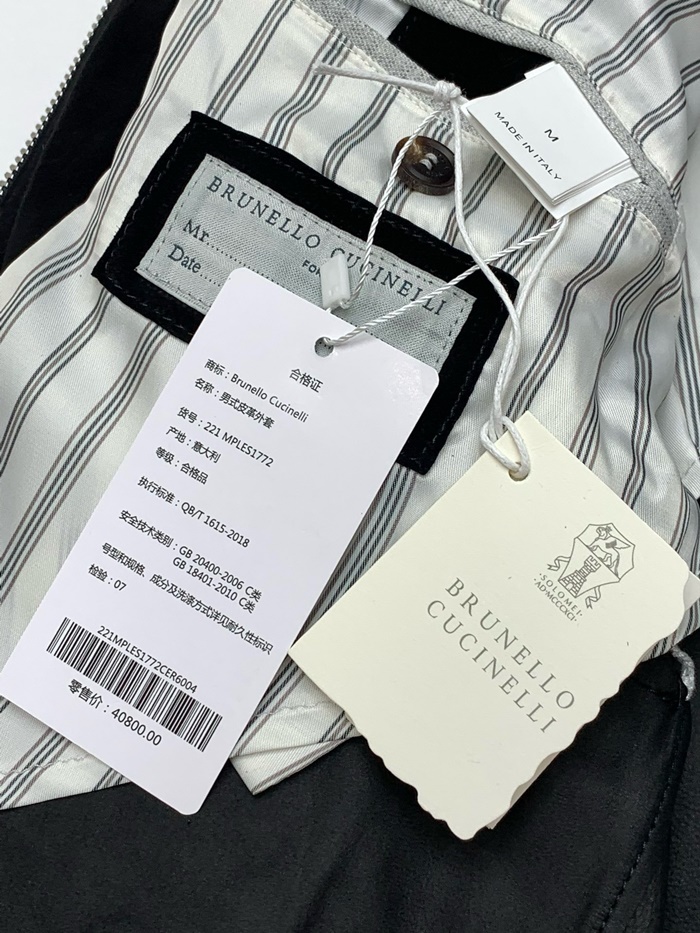 M
MADE IN ITALY
BRUNELLO CUCINELLI
FOR
Mr...............
Date....
合格证
商标：Brunello Cucinelli
名称：男式皮革外套
货号：221 MPLES1772
产地：意大利
等级：合格品
执行标准：QB/T 1615-2018
安全技术类别：GB 20400-2006 C类
GB 18401-2010 C类
号型和规格、成分及洗涤方式详见耐久性标识
检验：07
221MPLES1772CER6004
零售价：40800.00
·SOLOMEI·
·AD·MCCCXCI·
BRUNELLO
CUCINELLI